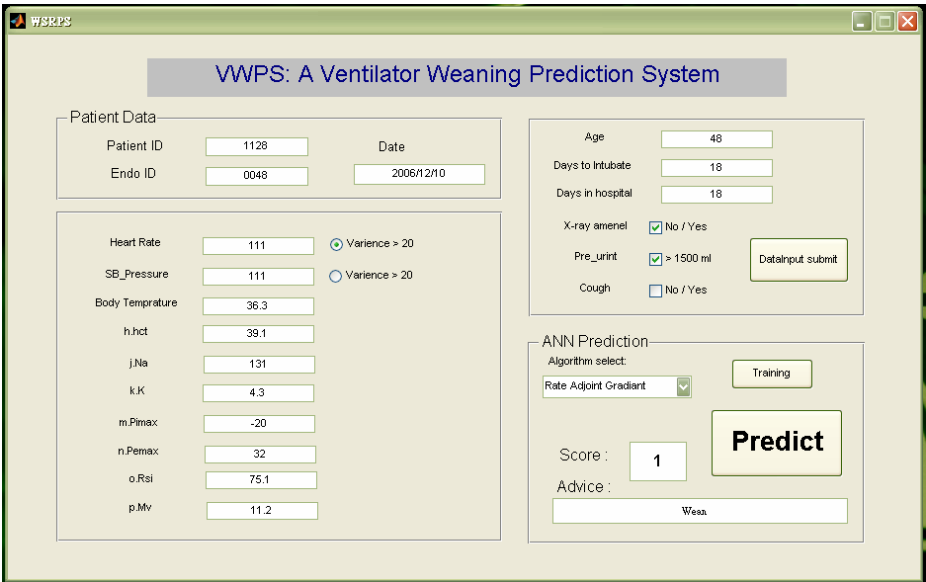 WSRPS
VWPS: A Ventilator Weaning Prediction System
Patient Data
Patient ID 1128 Date
Endo ID 0048 2006/12/10
Heart Rate 111 Varience > 20
SB_Pressure 111 Varience > 20
Body Temprature 36.3
h.hct 39.1
j.Na 131
k.K 4.3
m.Pimax -20
n.Pemax 32
o.Rsi 75.1
p.Mv 11.2
Age 48
Days to Intubate 18
Days in hospital 18
X-ray amenel No / Yes
Pre_urint > 1500 ml DataInput submit
Cough No / Yes
ANN Prediction
Algorithm select:
Rate Adjoint Gradiant Training
Predict
Score : 1
Advice :
Wean